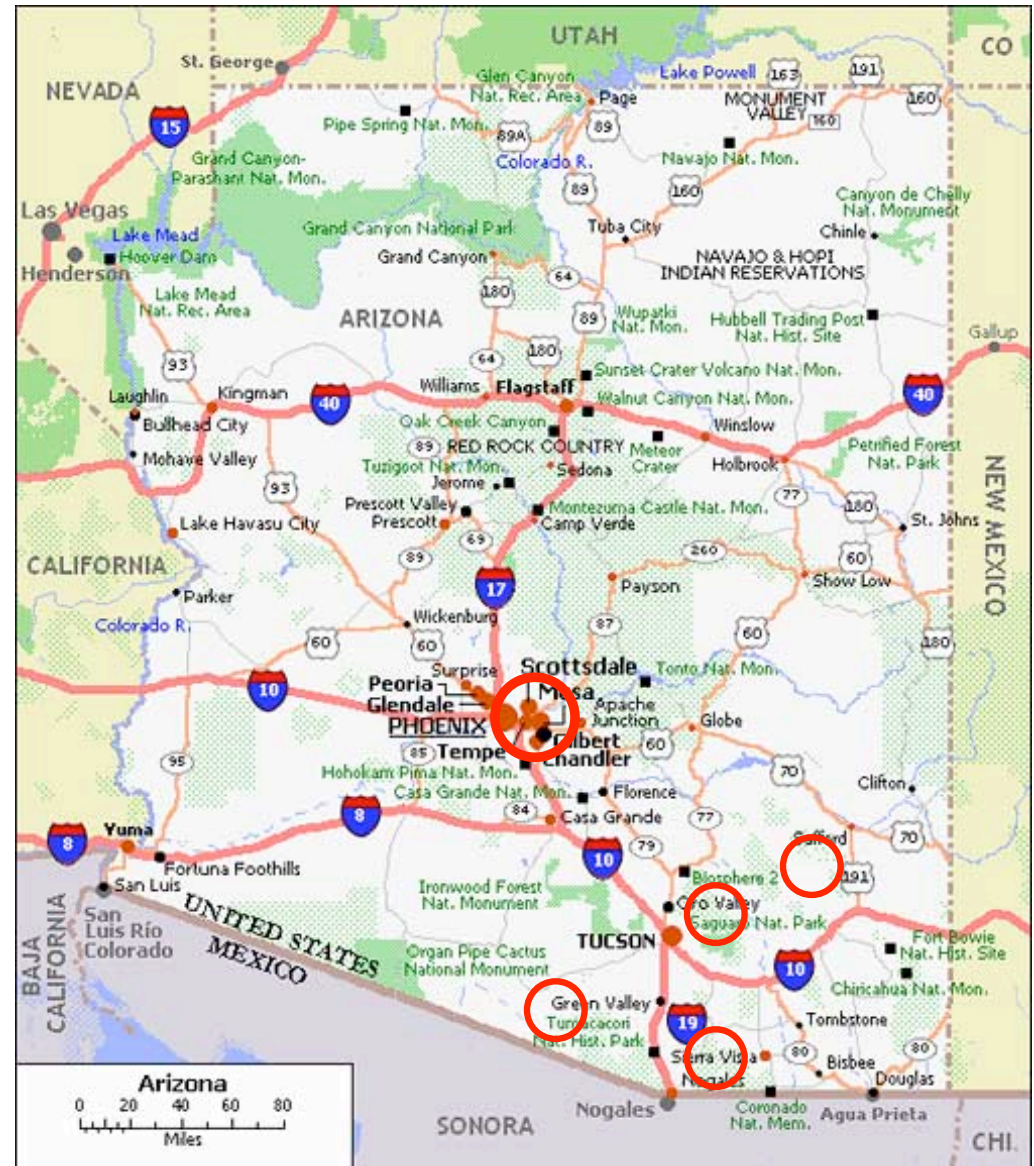 UTAH
CO
St. George
NEVADA
Glen Canyon
Nat. Rec. Area
Lake Powell
163
191
160
Page
MONUMENT
VALLEY
160
15
Pipe Spring Nat. Mon.
89A
89
Colorado R.
Navajo Nat. Mon.
Grand Canyon-
Parashant Nat. Mon.
89
160
Canyon de Chelly
Nat. Monument
Las Vegas
Grand Canyon National Park
Tuba City
Chinle
Lake Mead
Hoover Dam
Henderson
Grand Canyon
NAVAJO & HOPI
INDIAN RESERVATIONS
64
180
Lake Mead
Nat. Rec. Area
ARIZONA
89
Wupatki
Nat. Mon.
Hubbell Trading Post
Nat. Hist. Site
Gallup
93
64
180
Sunset Crater Volcano Nat. Mon.
Laughlin
Kingman
40
Williams
Flagstaff
Walnut Canyon Nat. Mon.
40
Bullhead City
Oak Creek Canyon
Winslow
89
RED ROCK COUNTRY
Meteor
Crater
Petrified Forest
Nat. Park
Mohave Valley
Tuzigoot Nat. Mon.
Sedona
Holbrook
Jerome
93
77
Prescott Valley
Prescott
Montezuma Castle Nat. Mon.
Camp Verde
180
St. Johns
Lake Havasu City
69
NEW MEXICO
260
60
CALIFORNIA
89
17
Payson
Show Low
Parker
Colorado R.
Wickenburg
87
60
60
60
180
Surprise
Scottsdale
Tonto Nat. Mon.
10
Peoria
Mesa
Glendale
Apache
Junction
PHOENIX
Globe
Gilbert
60
Tempe
Chandler
85
95
Hohokam Pima Nat. Mon.
70
Casa Grande Nat. Mon.
Florence
Clifton
8
84
Casa Grande
77
Yuma
8
79
Safford
70
10
Fortuna Foothills
Biosphere 2
191
San Luis
Ironwood Forest
Nat. Monument
Oro Valley
Saguaro Nat. Park
San
Luis Río
Colorado
UNITED STATES
MEXICO
TUCSON
Fort Bowie
Nat. Hist. Site
BAJA
CALIFORNIA
Organ Pipe Cactus
National Monument
10
Chiricahua Nat. Mon.
Green Valley
Tumacacori
Nat. Hist. Park
19
Tombstone
Sierra Vista
80
Bisbee
80
Nogales
Douglas
Arizona
0 20 40 60 80
Miles
Nogales
Coronado
Nat. Mem.
Agua Prieta
SONORA
CHI.